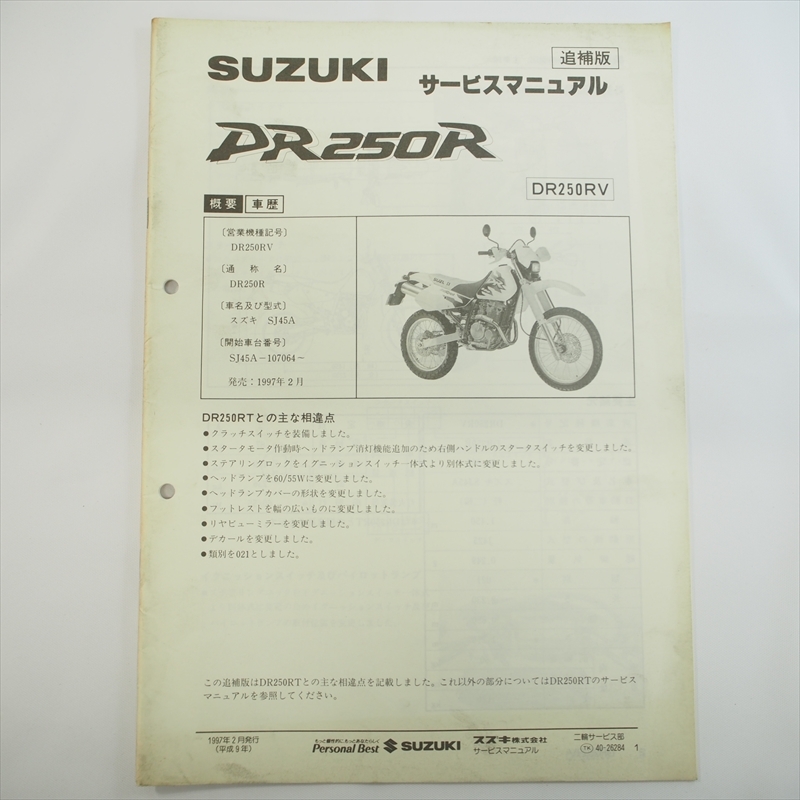 SUZUKI
追補版
サービスマニュアル
DR250R
DR250RV
概要 車歴
〔営業機種記号〕
DR250RV
〔通称名〕
DR250R
〔車名及び型式〕
スズキ SJ45A
〔開始車台番号〕
SJ45A-107064~
発売:1997年2月
DR250RTとの主な相違点
●クラッチスイッチを装備しました。
●スタータモータ作動時ヘッドランプ消灯機能追加のため右側ハンドルのスタータスイッチを変更しました。
●ステアリングロックをイグニッションスイッチ一体式より別体式に変更しました。
●ヘッドランプを60/55Wに変更しました。
●ヘッドランプカバーの形状を変更しました。
●フットレストを幅の広いものに変更しました。
●リヤビューミラーを変更しました。
●デカールを変更しました。
●類別を021としました。
この追補版はDR250RTとの主な相違点を記載しました。これ以外の部分についてはDR250RTのサービス
マニュアルを参照してください。
1997年2月発行
(平成9年)
もっと個性的に、もっとあなたらしく
Personal Best SUZUKI
スズキ株式会社
サービスマニュアル
二輪サービス部
TK 40-26284 1